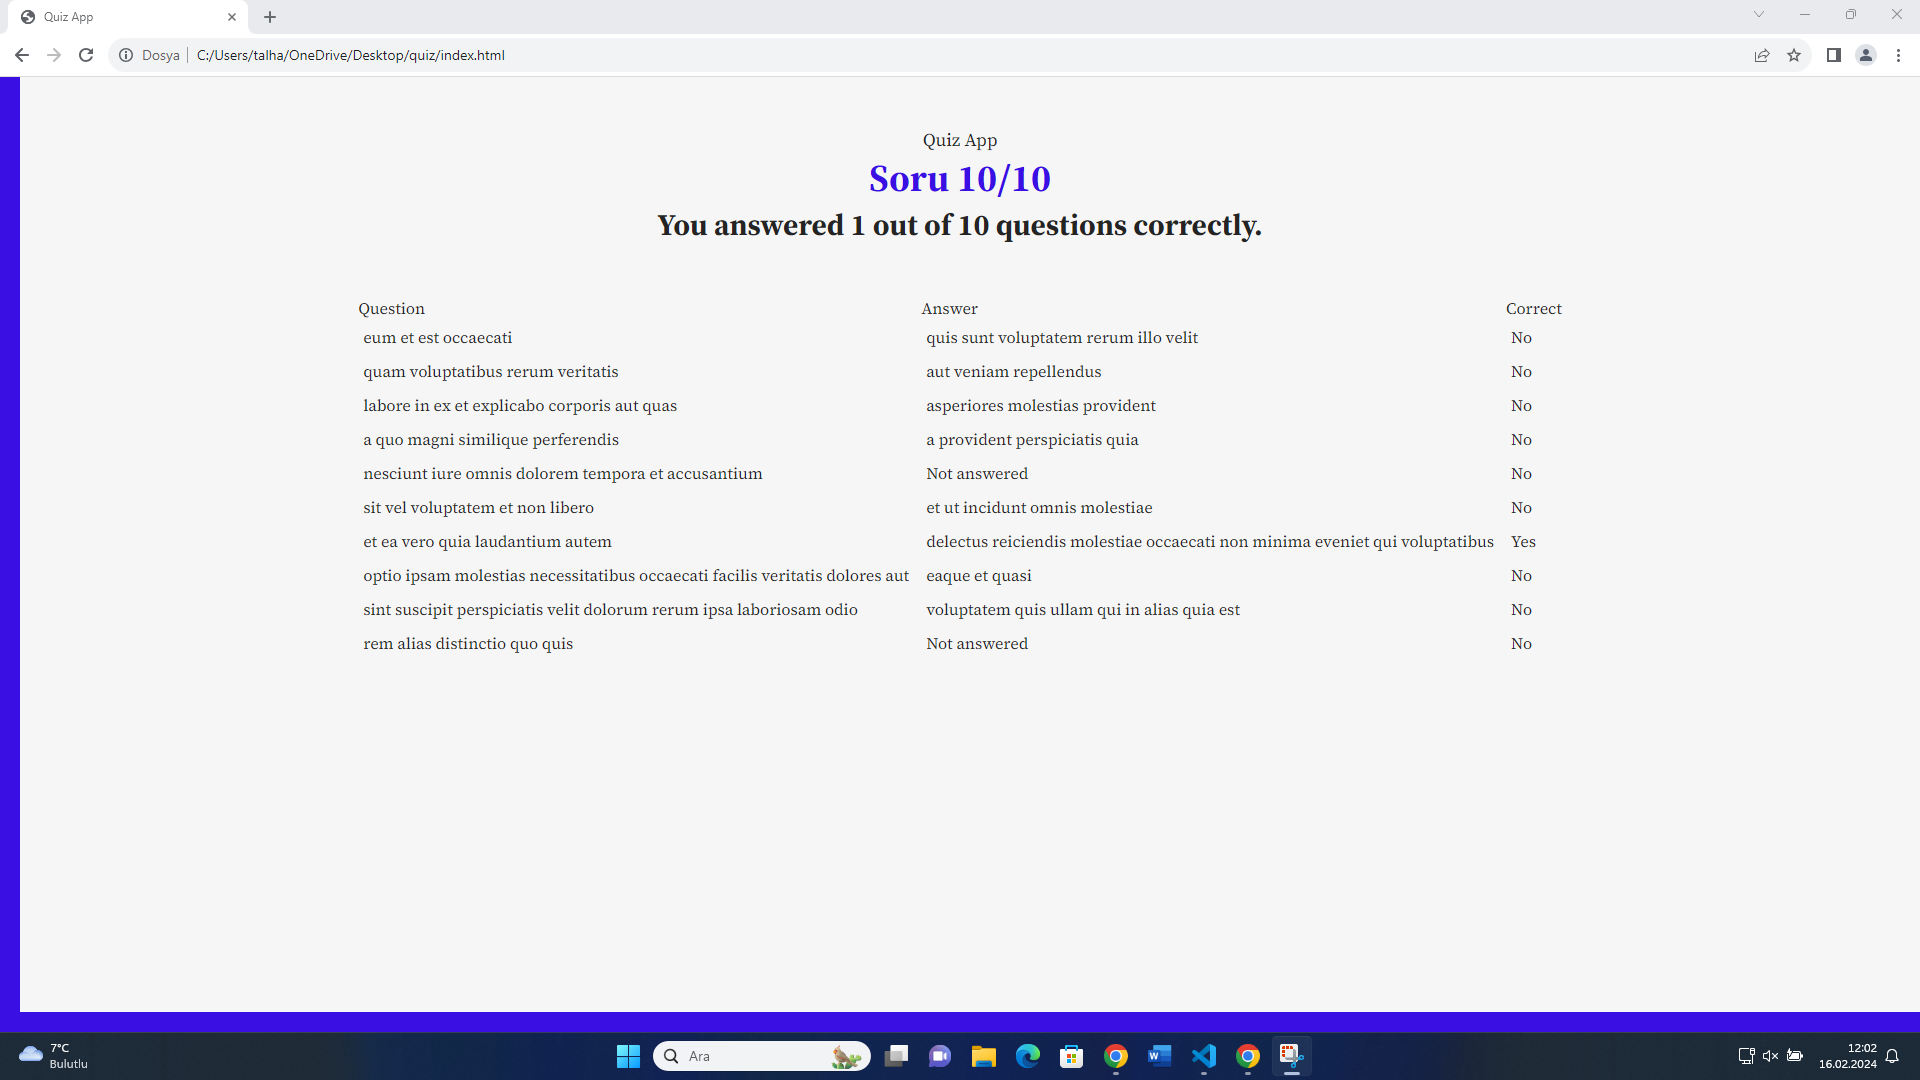 Quiz App
Dosya C:/Users/talha/OneDrive/Desktop/quiz/index.html
Quiz App
Soru 10/10
You answered 1 out of 10 questions correctly.
Question Answer Correct
eum et est occaecati quis sunt voluptatem rerum illo velit No
quam voluptatibus rerum veritatis aut veniam repellendus No
labore in ex et explicabo corporis aut quas asperiores molestias provident No
a quo magni similique perferendis a provident perspiciatis quia No
nesciunt iure omnis dolorem tempora et accusantium Not answered No
sit vel voluptatem et non libero et ut incidunt omnis molestiae No
et ea vero quia laudantium autem delectus reiciendis molestiae occaecati non minima eveniet qui voluptatibus Yes
optio ipsam molestias necessitatibus occaecati facilis veritatis dolores aut eaque et quasi No
sint suscipit perspiciatis velit dolorum rerum ipsa laboriosam odio voluptatem quis ullam qui in alias quia est No
rem alias distinctio quo quis Not answered No
7°C
Bulutlu
Ara
12:02
16.02.2024